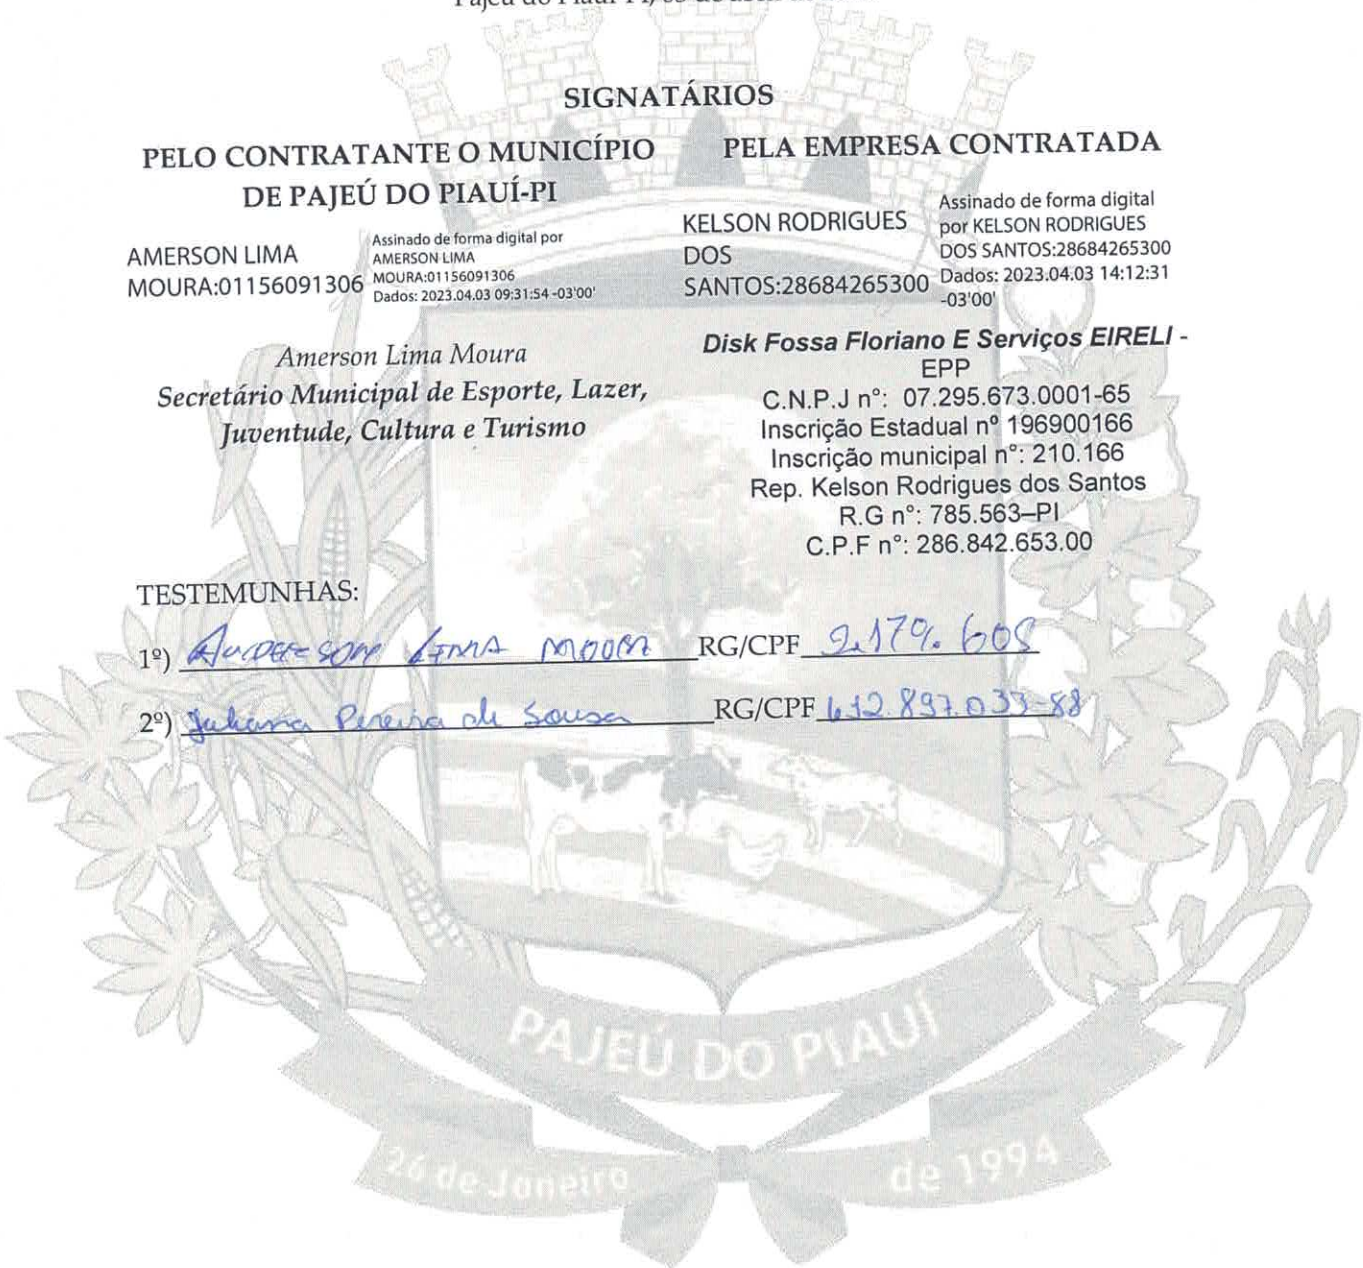 SIGNATÁRIOS
PELO CONTRATANTE O MUNICÍPIO
DE PAJEÚ DO PIAUÍ-PI
AMERSON LIMA
MOURA:01156091306
Assinado de forma digital por
AMERSON LIMA
MOURA:01156091306
Dados: 2023.04.03 09:31:54 -03'00'
Amerson Lima Moura
Secretário Municipal de Esporte, Lazer,
Juventude, Cultura e Turismo
PELA EMPRESA CONTRATADA
KELSON RODRIGUES
DOS
SANTOS:28684265300
Assinado de forma digital
por KELSON RODRIGUES
DOS SANTOS:28684265300
Dados: 2023.04.03 14:12:31
-03'00'
Disk Fossa Floriano E Serviços EIRELI -
EPP
C.N.P.J n°: 07.295.673.0001-65
Inscrição Estadual nº 196900166
Inscrição municipal n°: 210.166
Rep. Kelson Rodrigues dos Santos
R.G n°: 785.563–PI
C.P.F n°: 286.842.653.00
TESTEMUNHAS:
1º) LIMA MOURA RG/CPF
2º) Juliana Pereira de Sousa RG/CPF 612.897.033-88
PAJEÚ DO PIAUÍ
26 de Janeiro de 1994